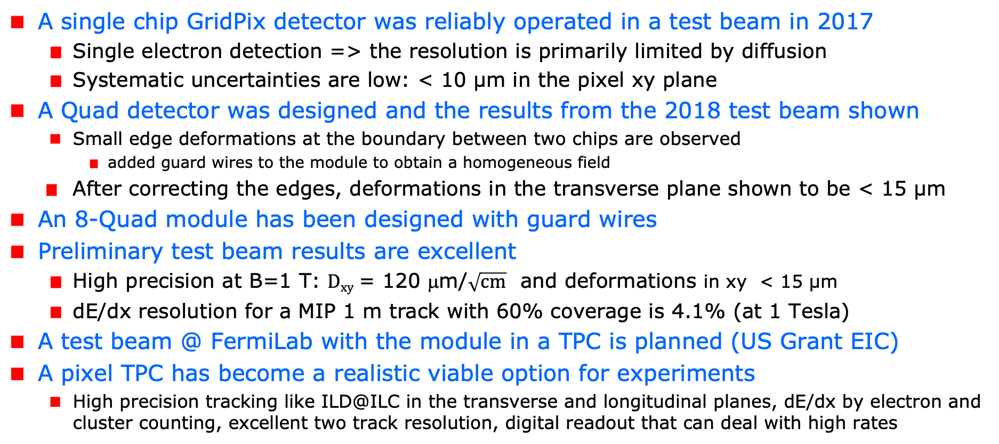 A single chip GridPix detector was reliably operated in a test beam in 2017
Single electron detection => the resolution is primarily limited by diffusion
Systematic uncertainties are low: < 10 μm in the pixel xy plane
A Quad detector was designed and the results from the 2018 test beam shown
Small edge deformations at the boundary between two chips are observed
added guard wires to the module to obtain a homogeneous field
After correcting the edges, deformations in the transverse plane shown to be < 15 μm
An 8-Quad module has been designed with guard wires
Preliminary test beam results are excellent
High precision at B=1 T: D_xy = 120 μm/√cm and deformations in xy < 15 μm
dE/dx resolution for a MIP 1 m track with 60% coverage is 4.1% (at 1 Tesla)
A test beam @ FermiLab with the module in a TPC is planned (US Grant EIC)
A pixel TPC has become a realistic viable option for experiments
High precision tracking like ILD@ILC in the transverse and longitudinal planes, dE/dx by electron and
cluster counting, excellent two track resolution, digital readout that can deal with high rates